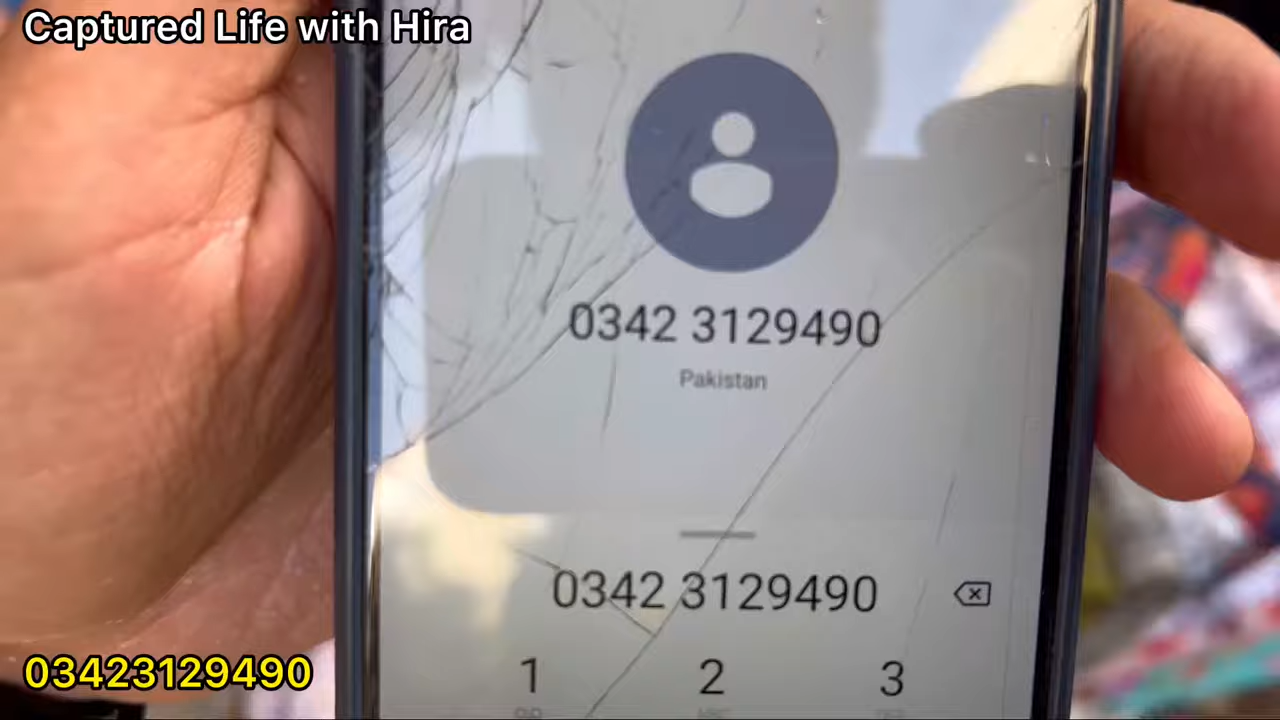 Captured Life with Hira
0342 3129490
Pakistan
0342 3129490
1 2 3
03423129490